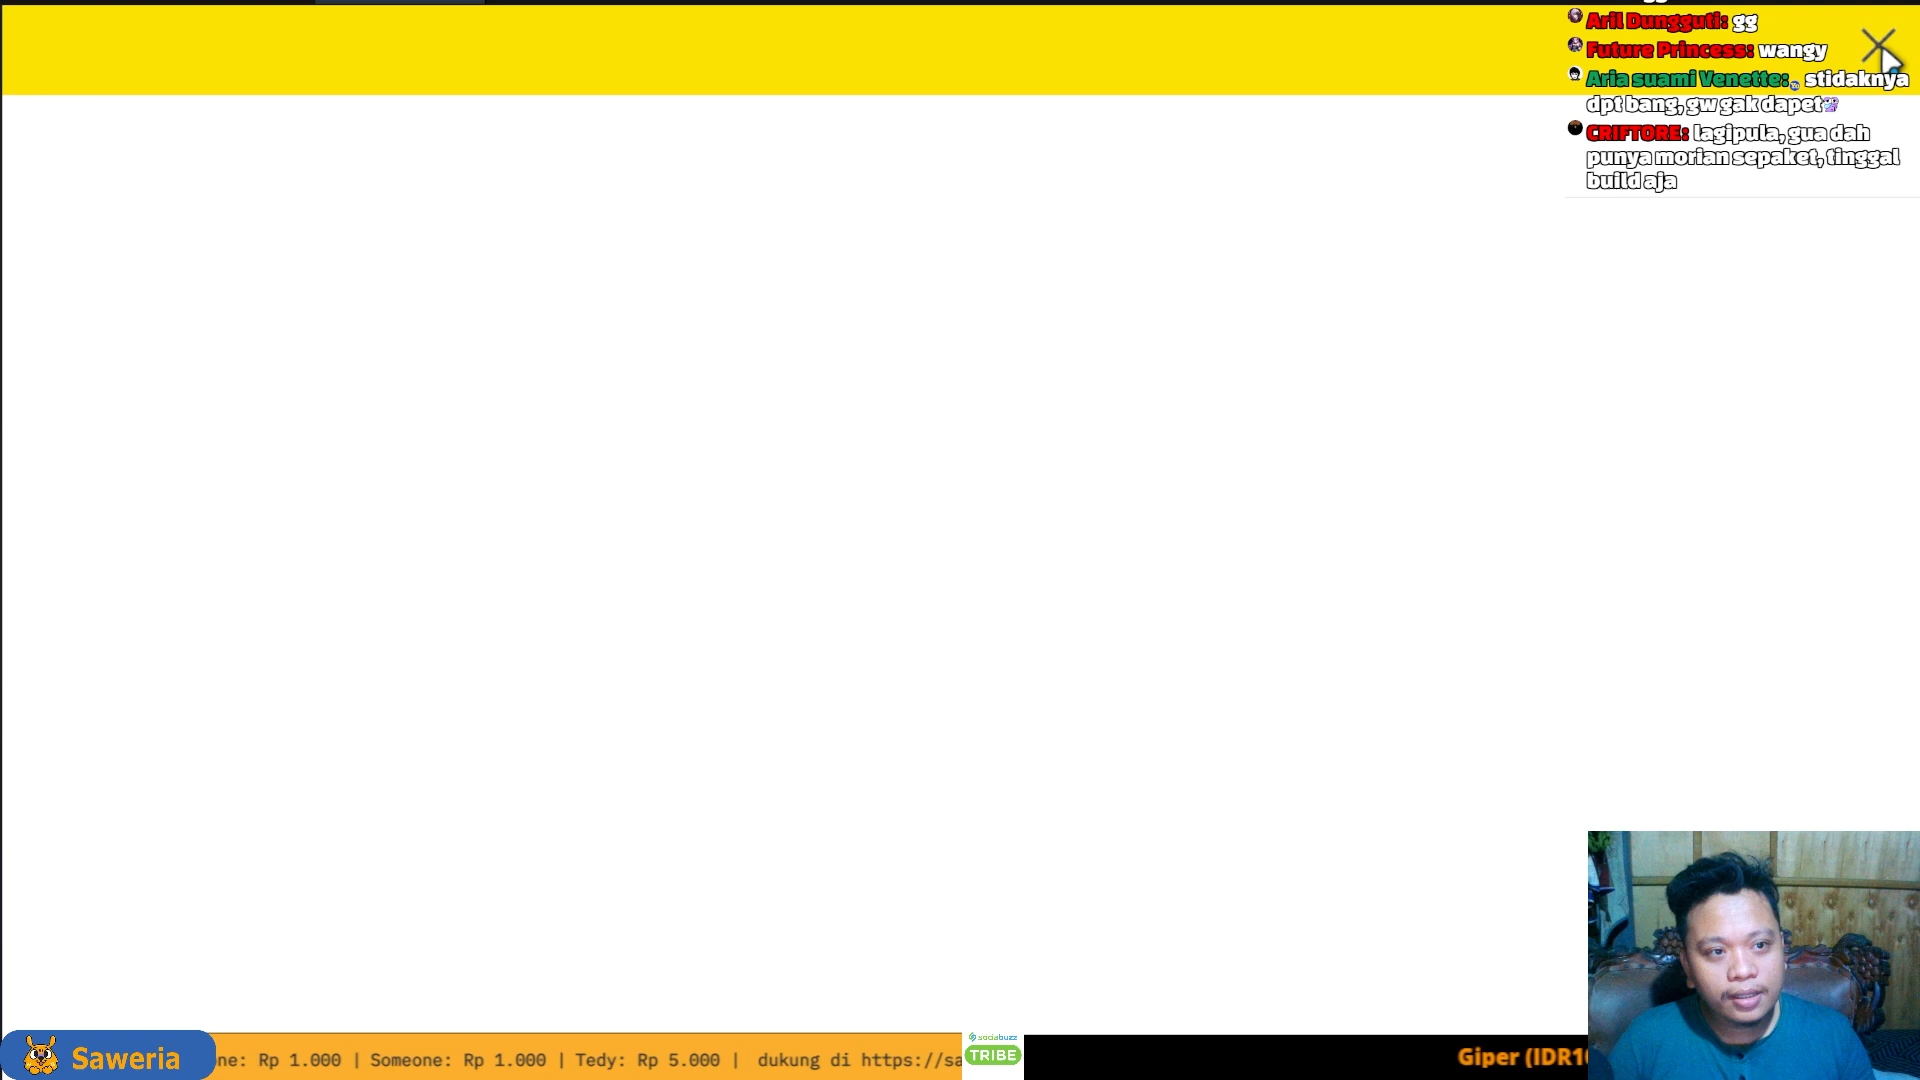 Aril Dungguti: gg
Future Princess: wangy
Aria suami Venette: stidaknya
dpt bang, gw gak dapet
CRIFTORE: lagipula, gua dah
punya morian sepaket, tinggal
build aja
Saweria
ne: Rp 1.000 | Someone: Rp 1.000 | Tedy: Rp 5.000 | dukung di https://sa
sociabuzz
TRIBE
Giper (IDR10